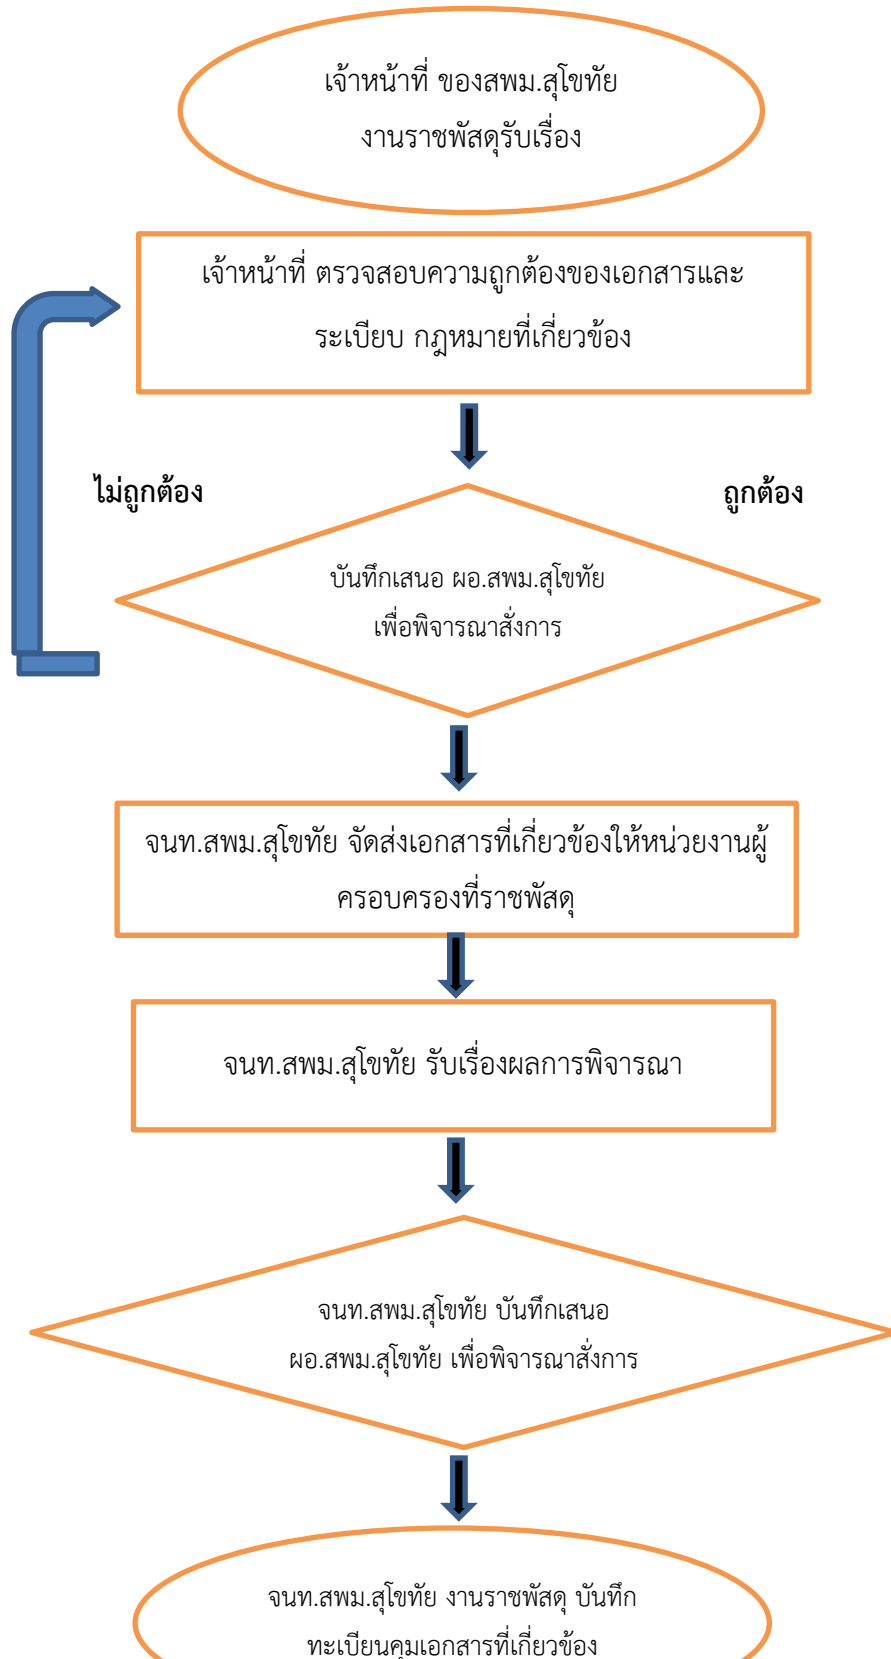 เจ้าหน้าที่ ของสพม.สุโขทัย
งานราชพัสดุรับเรื่อง
เจ้าหน้าที่ ตรวจสอบความถูกต้องของเอกสารและ
ระเบียบ กฎหมายที่เกี่ยวข้อง
ไม่ถูกต้อง
ถูกต้อง
บันทึกเสนอ ผอ.สพม.สุโขทัย
เพื่อพิจารณาสั่งการ
จนท.สพม.สุโขทัย จัดส่งเอกสารที่เกี่ยวข้องให้หน่วยงานผู้
ครอบครองที่ราชพัสดุ
จนท.สพม.สุโขทัย รับเรื่องผลการพิจารณา
จนท.สพม.สุโขทัย บันทึกเสนอ
ผอ.สพม.สุโขทัย เพื่อพิจารณาสั่งการ
จนท.สพม.สุโขทัย งานราชพัสดุ บันทึก
ทะเบียนคุมเอกสารที่เกี่ยวข้อง